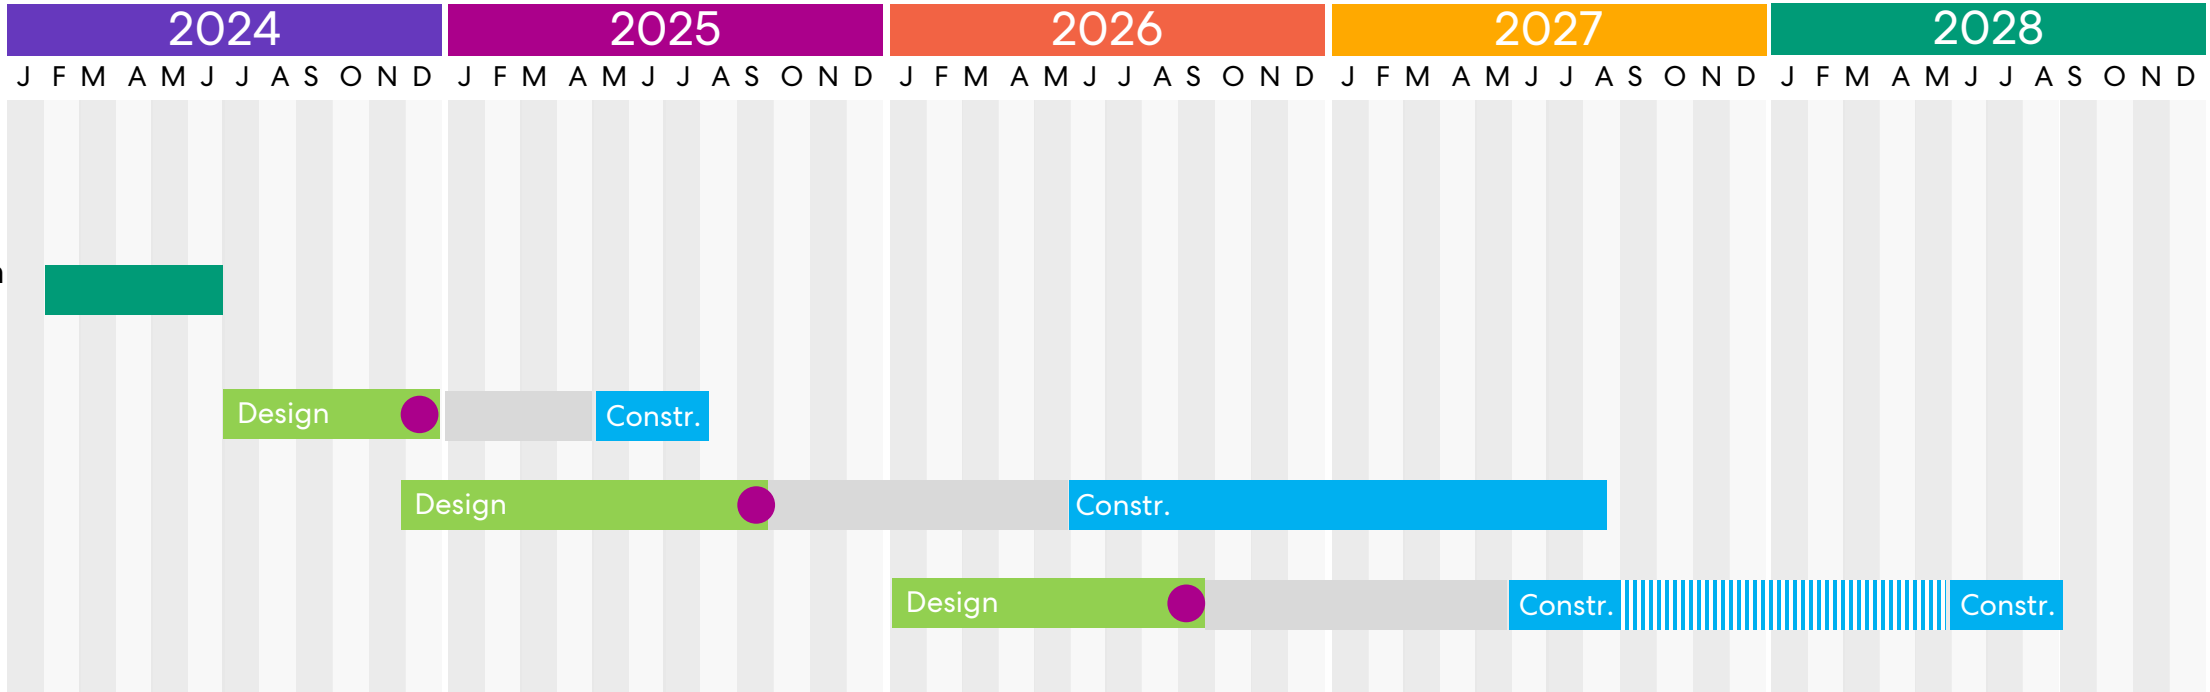 2024 2025 2026 2027 2028
J F M A M J J A S O N D J F M A M J J A S O N D J F M A M J J A S O N D J F M A M J J A S O N D J F M A M J J A S O N D
Design Constr.
Design Constr.
Design Constr. Constr.